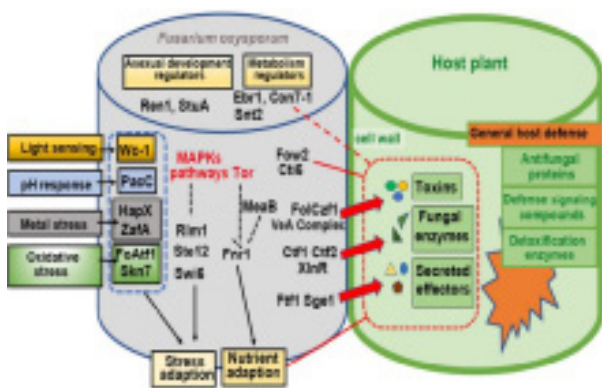 Fusarium oxysporum
Asexual development regulators
Metabolism regulators
Ren1, StuA
Ebr1, Con7-1
Snt2
Host plant
cell wall
General host defense
Light sensing
Wc-1
pH response
PacC
Metal stress
HapX
ZafA
Oxidative stress
FoAtf1
Skn7
MAPKs
pathways Tor
MeaB
Rlm1
Ste12
Swi6
Fnr1
Fow2
Cti6
FolCzf1
VeA Complex
Ctf1 Ctf2
XlnR
Ftf1 Sge1
Toxins
Fungal enzymes
Secreted effectors
Antifungal proteins
Defense signaling compounds
Detoxification enzymes
Stress adaption
Nutrient adaption